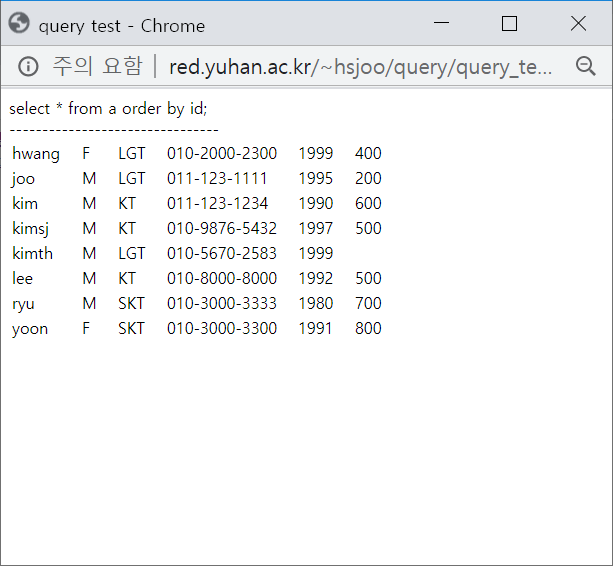 query test - Chrome
주의 요함 | red.yuhan.ac.kr/~hsjoo/query/query_te...
select * from a order by id;
--------------------------------
hwang F LGT 010-2000-2300 1999 400
joo M LGT 011-123-1111 1995 200
kim M KT 011-123-1234 1990 600
kimsj M KT 010-9876-5432 1997 500
kimth M LGT 010-5670-2583 1999
lee M KT 010-8000-8000 1992 500
ryu M SKT 010-3000-3333 1980 700
yoon F SKT 010-3000-3300 1991 800